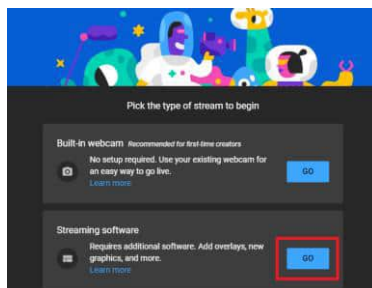 Pick the type of stream to begin
Built-in webcam Recommended for first-time creators
No setup required. Use your existing webcam for
an easy way to go live.
Learn more
GO
Streaming software
Requires additional software. Add overlays, new
graphics, and more.
Learn more
GO